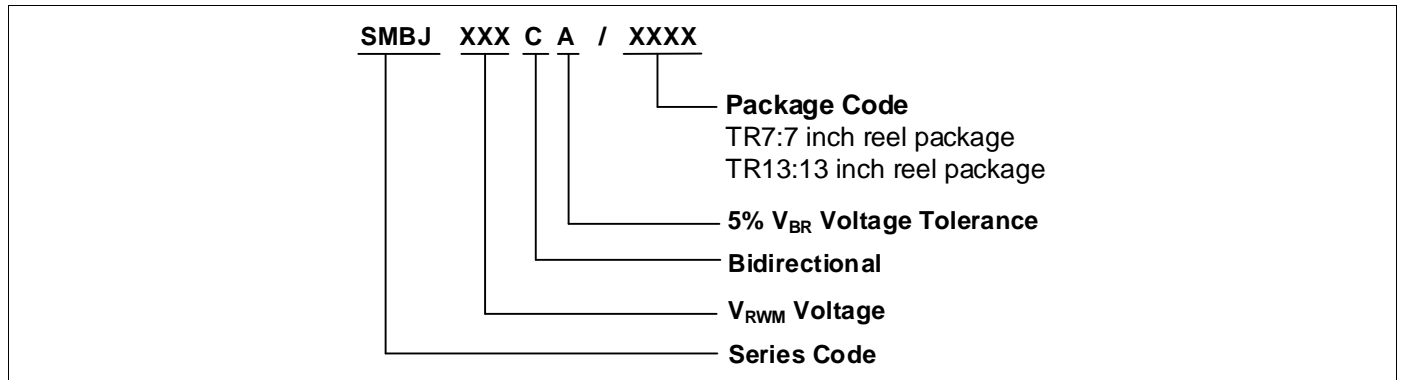 SMBJ XXX C A / XXXX
Package Code
TR7:7 inch reel package
TR13:13 inch reel package
5% VBR Voltage Tolerance
Bidirectional
VRWM Voltage
Series Code